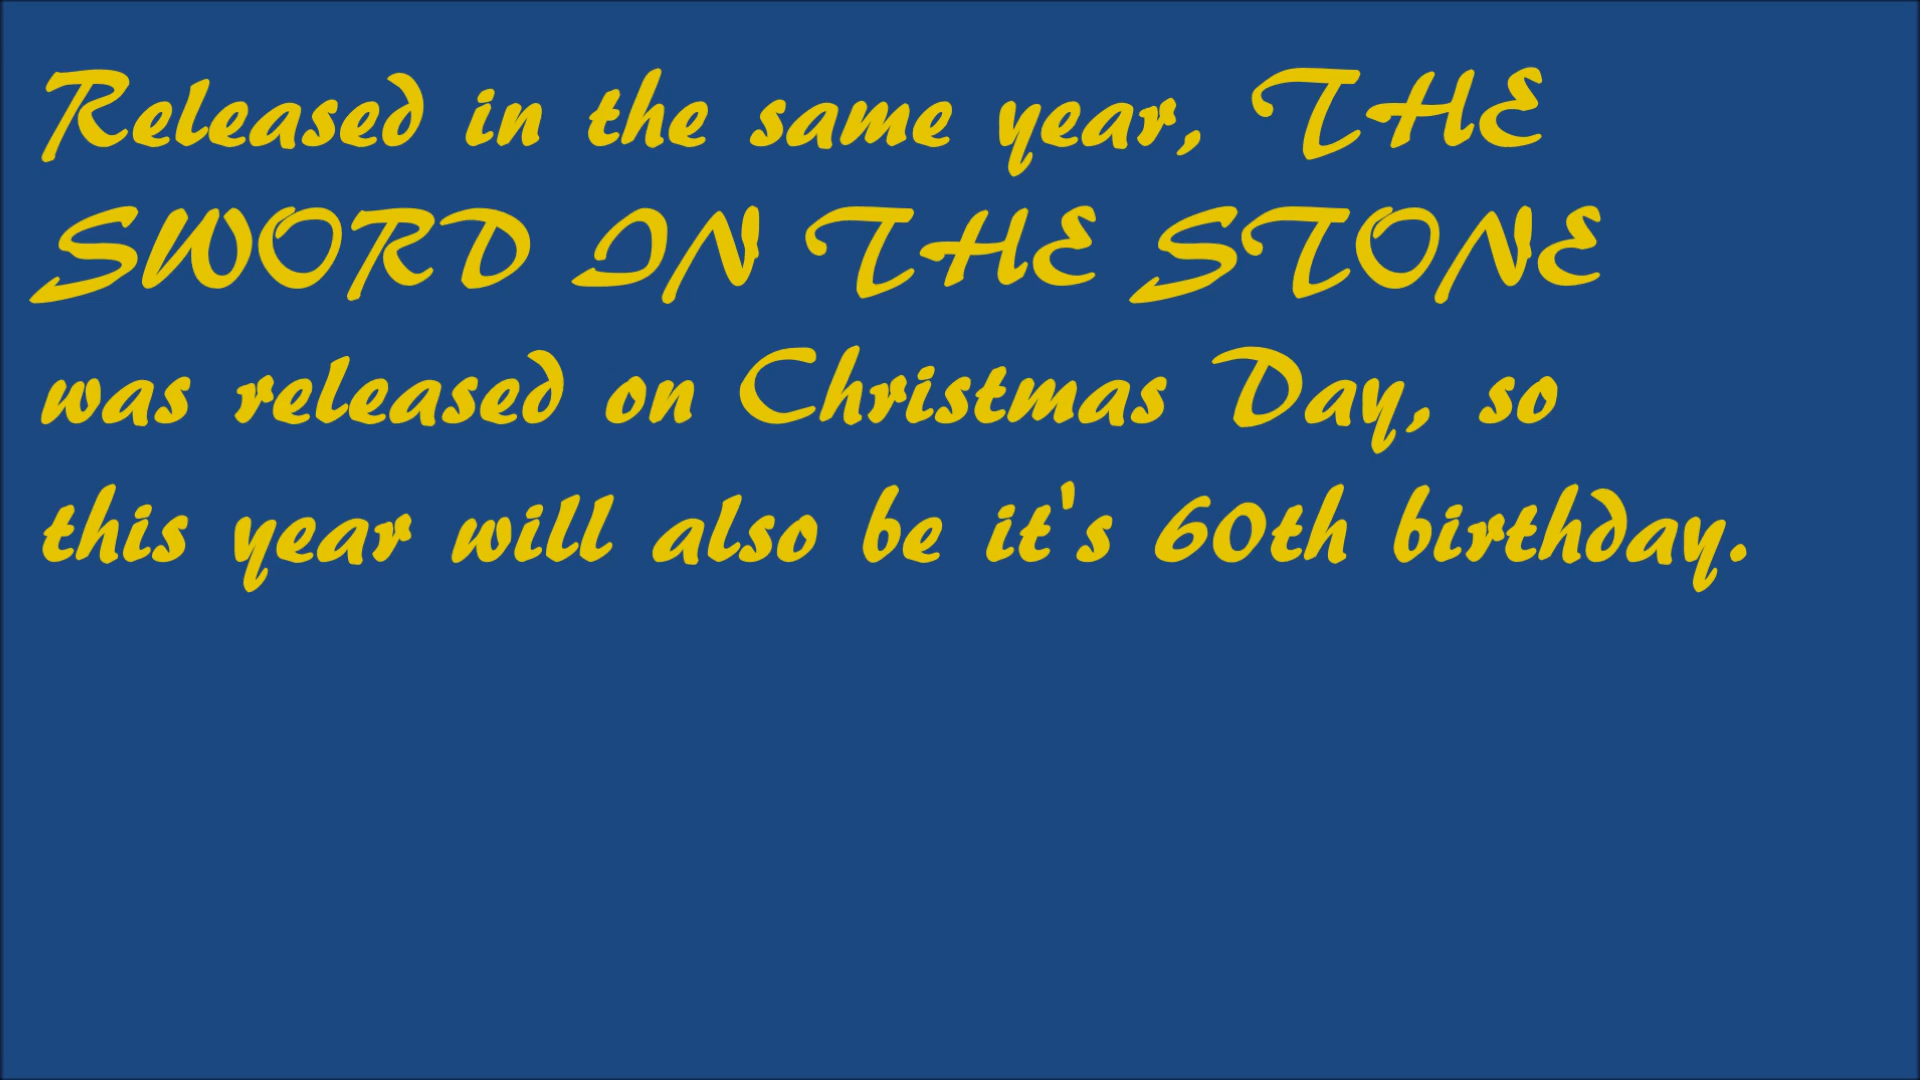 Released in the same year, THE
SWORD IN THE STONE
was released on Christmas Day, so
this year will also be it's 60th birthday.